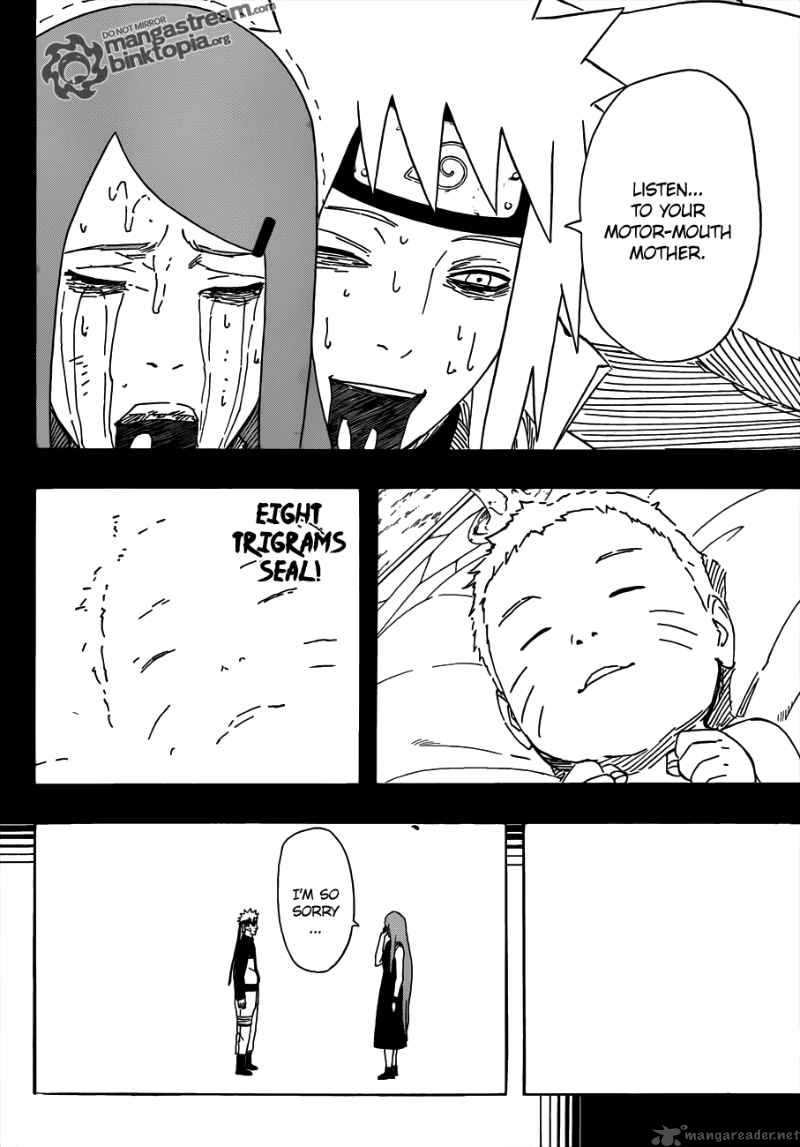 DO NOT MIRROR
mangastream.com
binktopia.org
LISTEN...
TO YOUR
MOTOR-MOUTH
MOTHER.
EIGHT
TRIGRAMS
SEAL!
I'M SO
SORRY
...
mangareader.net